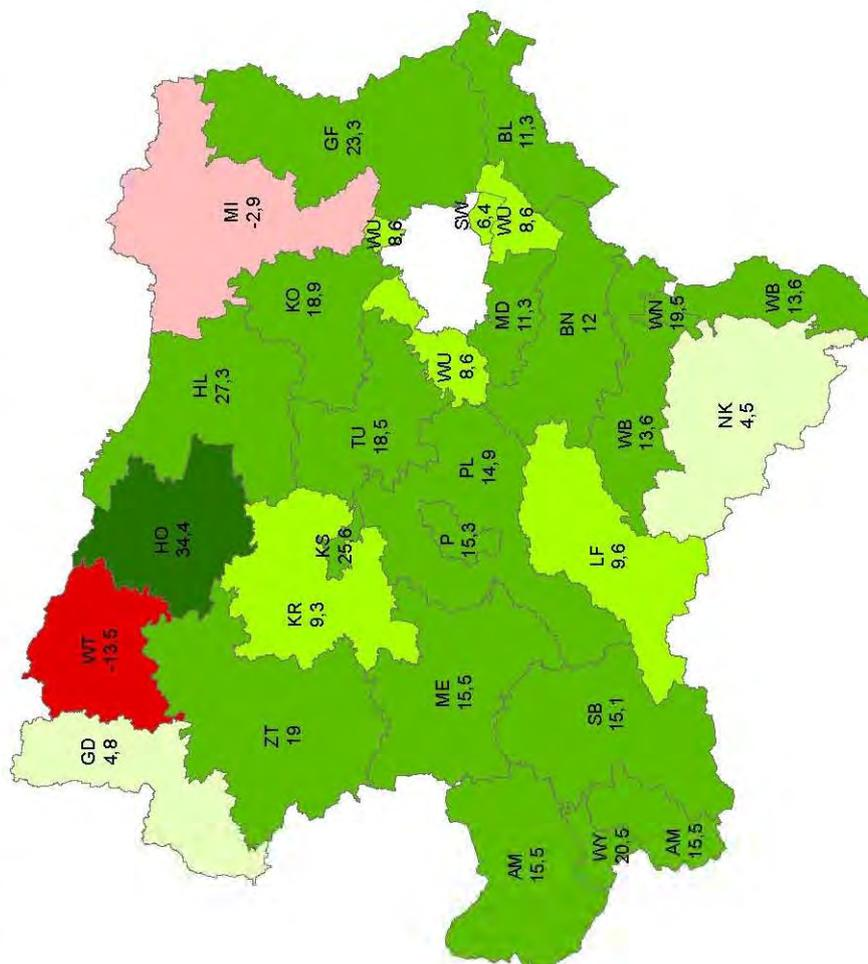 GD
4,8
WT
-13,5
HO
34,4
HL
27,3
MI
-2,9
ZT
19
KR
9,3
KO
18,9
KS
25,6
GF
23,3
TU
18,5
WU
8,6
ME
15,5
P
15,3
WU
8,6
PL
14,9
SW
6,4
MD
11,3
WU
8,6
BL
11,3
AM
15,5
BN
12
SB
15,1
LF
9,6
WY
20,5
WB
13,6
WN
19,5
AM
15,5
NK
4,5
WB
13,6